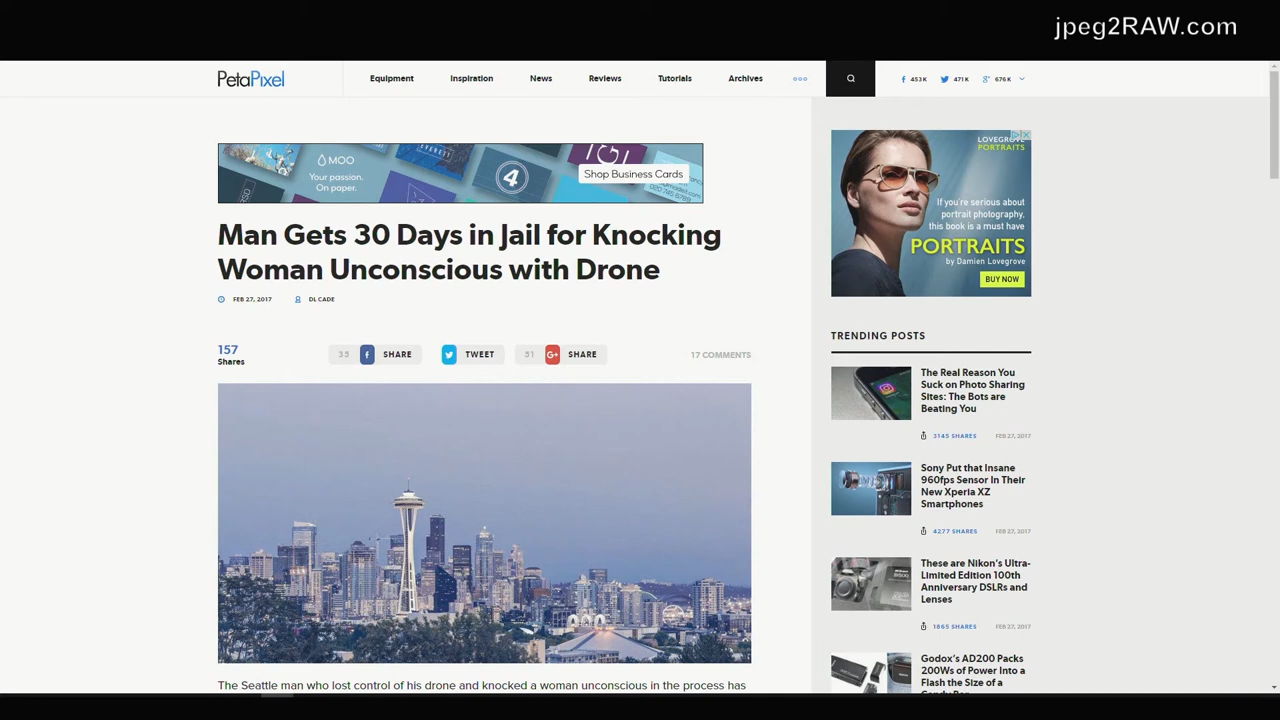 jpeg2RAW.com
PetaPixel
Equipment
Inspiration
News
Reviews
Tutorials
Archives
453K
471K
676K
MOO
Your passion.
On paper.
4
Shop Business Cards
LOVEGROVE
PORTRAITS
If you're serious about
portrait photography,
this book is a must have
PORTRAITS
by Damien Lovegrove
BUY NOW
Man Gets 30 Days in Jail for Knocking
Woman Unconscious with Drone
FEB 27, 2017
DL CADE
157
Shares
35
SHARE
TWEET
51
SHARE
17 COMMENTS
The Seattle man who lost control of his drone and knocked a woman unconscious in the process has
TRENDING POSTS
The Real Reason You
Suck on Photo Sharing
Sites: The Bots are
Beating You
3145 SHARES
FEB 27, 2017
Sony Put that Insane
960fps Sensor In Their
New Xperia XZ
Smartphones
4277 SHARES
FEB 27, 2017
These are Nikon's Ultra-
Limited Edition 100th
Anniversary DSLRs and
Lenses
1865 SHARES
FEB 27, 2017
Godox's AD200 Packs
200Ws of Power Into a
Flash the Size of a